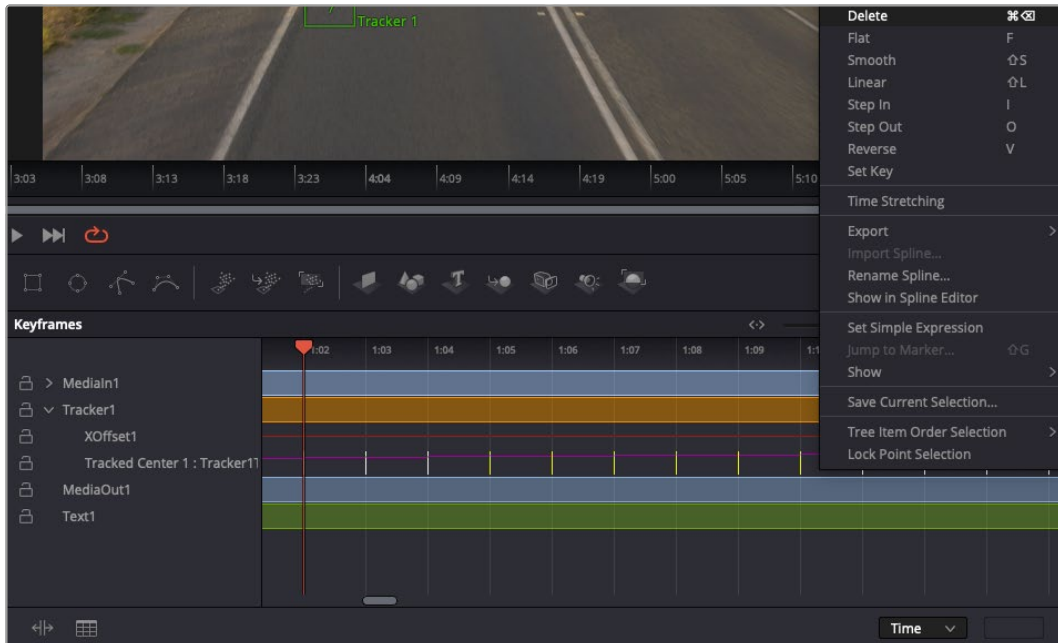 Tracker 1
Delete ⌘⌫
Flat F
Smooth ⇧S
Linear ⇧L
Step In I
Step Out O
Reverse V
Set Key
Time Stretching
Export >
Import Spline...
Rename Spline...
Show in Spline Editor
Set Simple Expression
Jump to Marker... ⇧G
Show >
Save Current Selection...
Tree Item Order Selection >
Lock Point Selection
3:03 3:08 3:13 3:18 3:23 4:04 4:09 4:14 4:19 5:00 5:05 5:10
Keyframes
1:02 1:03 1:04 1:05 1:06 1:07 1:08 1:09
MediaIn1
Tracker1
XOffset1
Tracked Center 1 : Tracker1
MediaOut1
Text1
Time